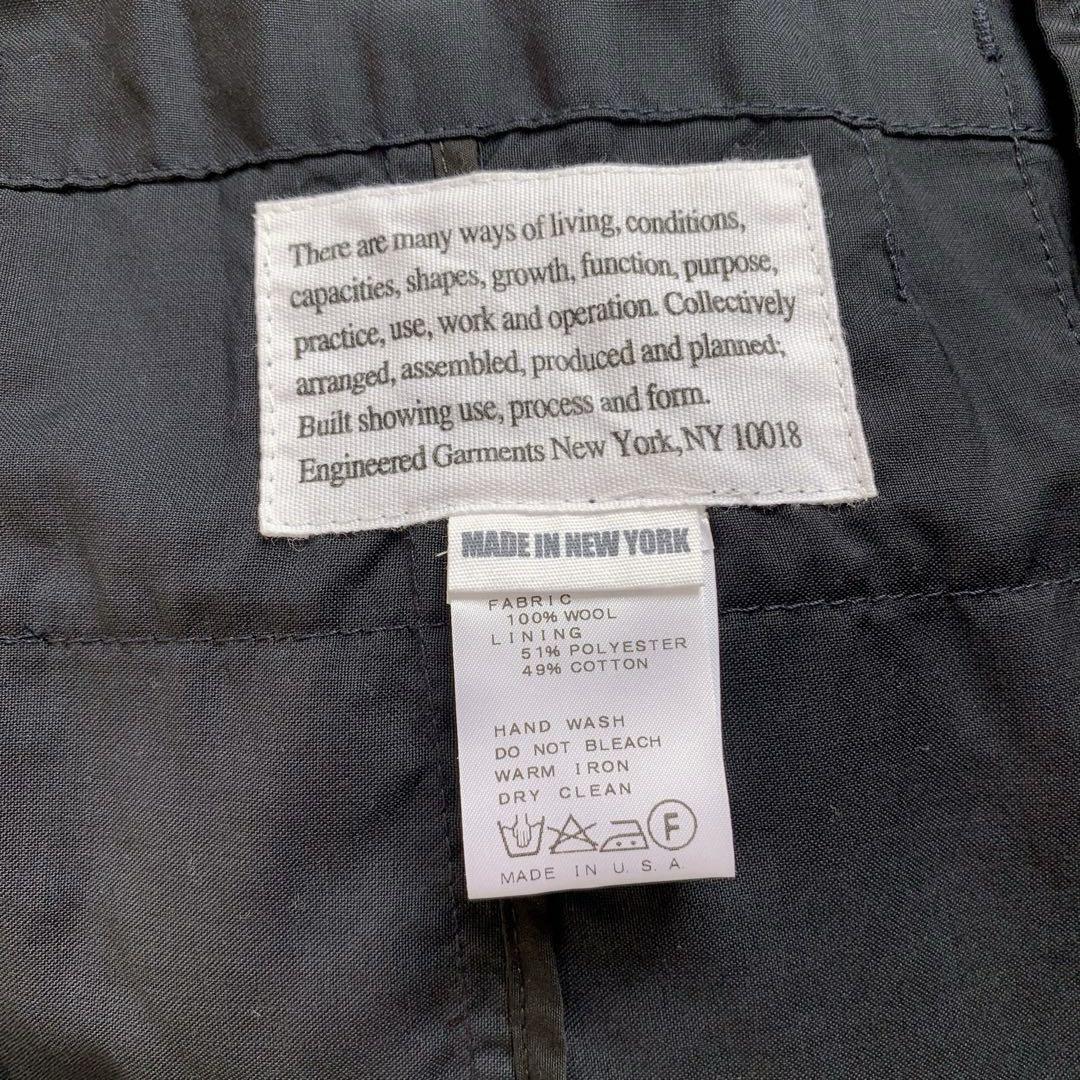 There are many ways of living, conditions,
capacities, shapes, growth, function, purpose,
practice, use, work and operation. Collectively
arranged, assembled, produced and planned;,
Built showing use, process and form.
Engineered Garments New York, NY 10018
MADE IN NEW YORK
FABRIC
100% WOOL
LINING
51% POLYESTER
49% COTTON
HAND WASH
DO NOT BLEACH
WARM IRON
DRY CLEAN
F
MADE IN U. S. A.